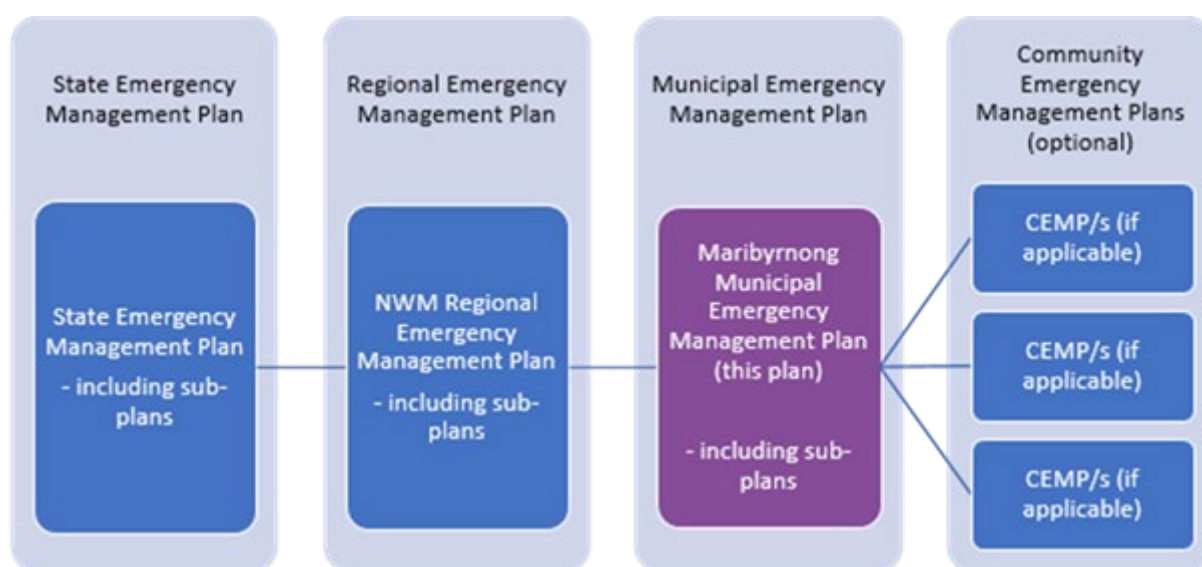 State Emergency
Management Plan
State Emergency
Management Plan
- including sub-
plans
Regional Emergency
Management Plan
NWM Regional
Emergency
Management Plan
- including sub-
plans
Municipal Emergency
Management Plan
Maribyrnong
Municipal
Emergency
Management Plan
(this plan)
- including sub-
plans
Community
Emergency
Management Plans
(optional)
CEMP/s (if
applicable)
CEMP/s (if
applicable)
CEMP/s (if
applicable)